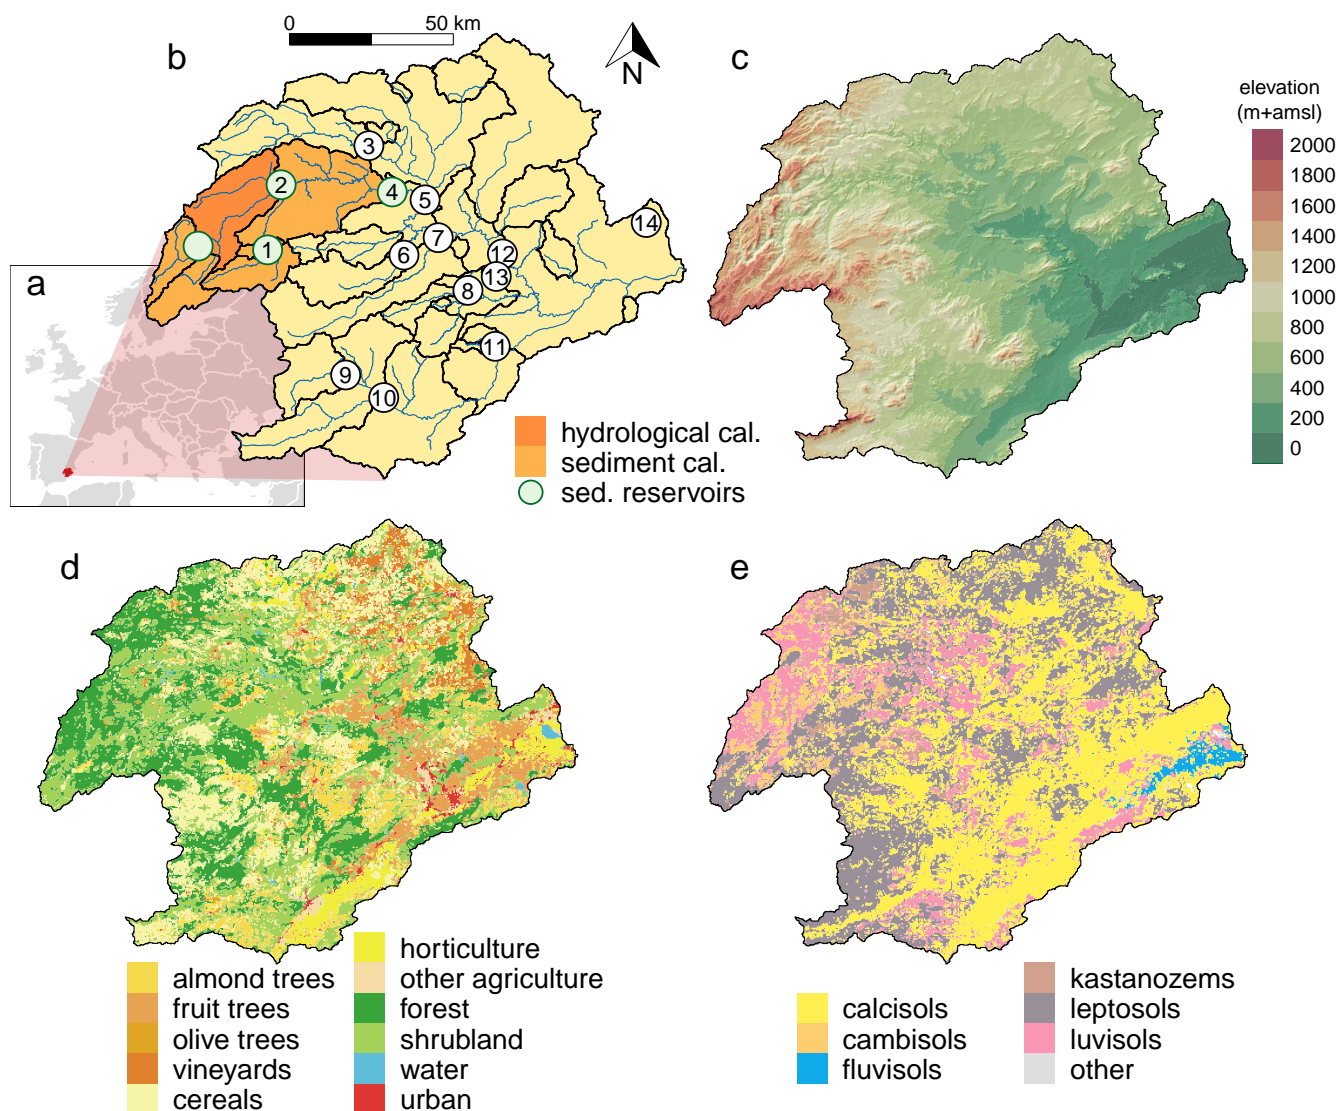 0 50 km
b
N
3
2
4
5
14
1
7
6
12
13
8
11
9
10
a
hydrological cal.
sediment cal.
sed. reservoirs
c
elevation
(m+amsl)
2000
1800
1600
1400
1200
1000
800
600
400
200
0
d
almond trees
fruit trees
olive trees
vineyards
cereals
horticulture
other agriculture
forest
shrubland
water
urban
e
calcisols
cambisols
fluvisols
kastanozems
leptosols
luvisols
other